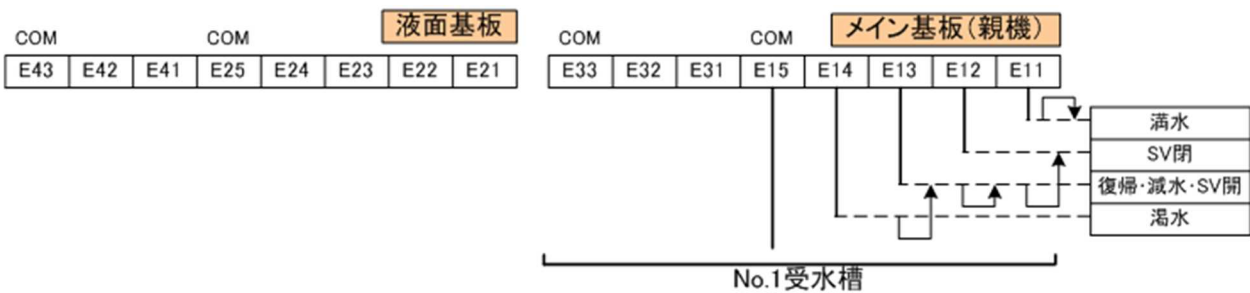 液面基板
メイン基板(親機)
COM COM COM COM
E43 E42 E41 E25 E24 E23 E22 E21 E33 E32 E31 E15 E14 E13 E12 E11
満水
SV閉
復帰・減水・SV開
渇水
No.1受水槽